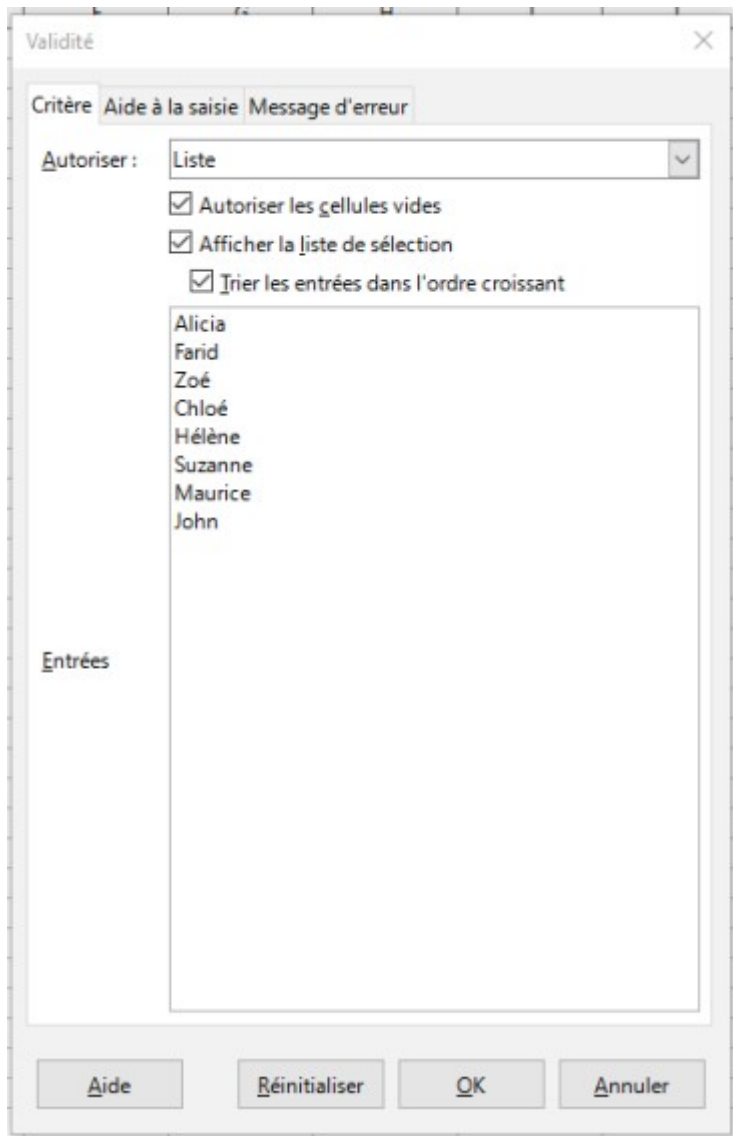 Validité
Critère Aide à la saisie Message d'erreur
Autoriser : Liste
Autoriser les cellules vides
Afficher la liste de sélection
Trier les entrées dans l'ordre croissant
Alicia
Farid
Zoé
Chloé
Hélène
Suzanne
Maurice
John
Entrées
Aide Réinitialiser OK Annuler